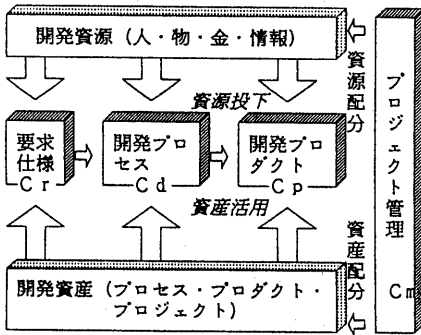 開発資源（人・物・金・情報）
資源配分
プロジェクト管理
Cm
資源投下
要求
仕様
Cr
開発プロ
セス
Cd
開発プロ
ダクト
Cp
資産活用
資産配分
開発資産（プロセス・プロダクト・
プロジェクト）